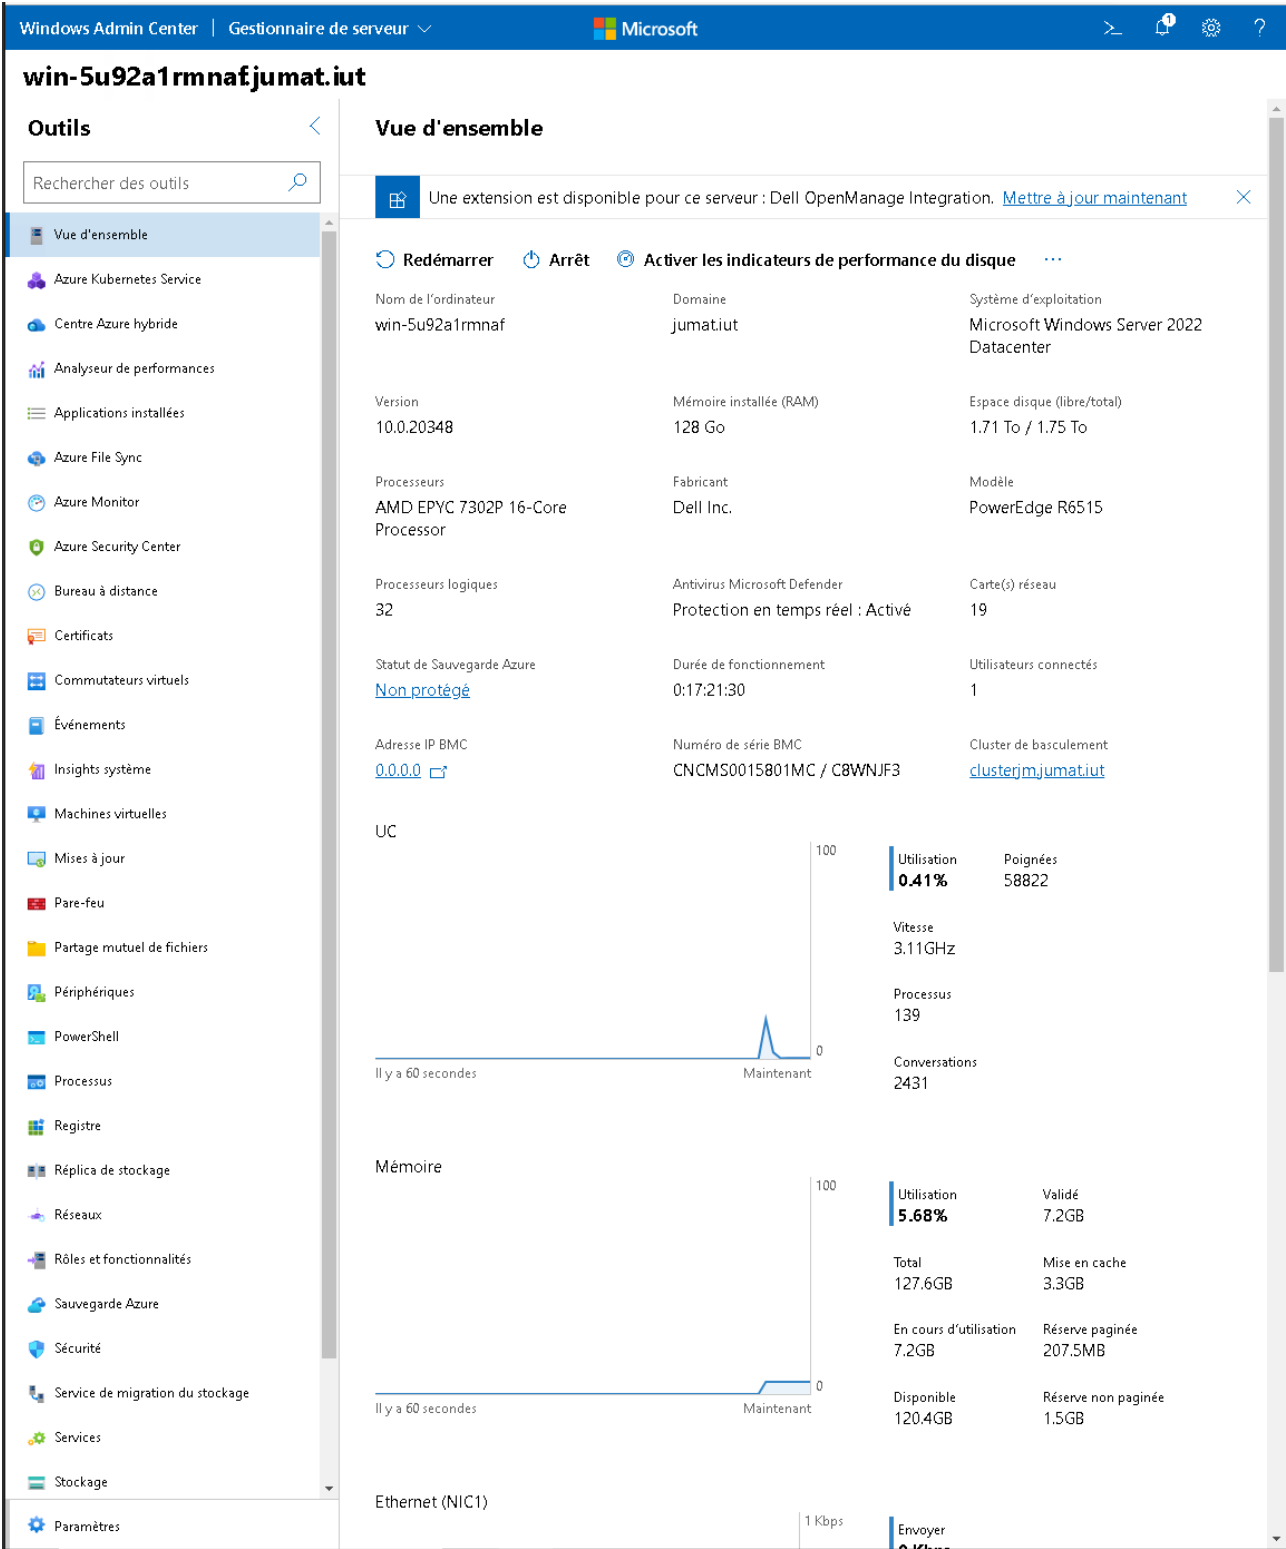 Windows Admin Center | Gestionnaire de serveur
Microsoft
1
win-5u92a1rmnaf.jumat.iut
Outils
Rechercher des outils
Vue d'ensemble
Azure Kubernetes Service
Centre Azure hybride
Analyseur de performances
Applications installées
Azure File Sync
Azure Monitor
Azure Security Center
Bureau à distance
Certificats
Commutateurs virtuels
Événements
Insights système
Machines virtuelles
Mises à jour
Pare-feu
Partage mutuel de fichiers
Périphériques
PowerShell
Processus
Registre
Réplica de stockage
Réseaux
Rôles et fonctionnalités
Sauvegarde Azure
Sécurité
Service de migration du stockage
Services
Stockage
Paramètres
Vue d'ensemble
Une extension est disponible pour ce serveur : Dell OpenManage Integration. Mettre à jour maintenant
Redémarrer Arrêt Activer les indicateurs de performance du disque ...
Nom de l'ordinateur Domaine Système d'exploitation
win-5u92a1rmnaf jumat.iut Microsoft Windows Server 2022
Datacenter
Version Mémoire installée (RAM) Espace disque (libre/total)
10.0.20348 128 Go 1.71 To / 1.75 To
Processeurs Fabricant Modèle
AMD EPYC 7302P 16-Core Dell Inc. PowerEdge R6515
Processor
Processeurs logiques Antivirus Microsoft Defender Carte(s) réseau
32 Protection en temps réel : Activé 19
Statut de Sauvegarde Azure Durée de fonctionnement Utilisateurs connectés
Non protégé 0:17:21:30 1
Adresse IP BMC Numéro de série BMC Cluster de basculement
0.0.0.0 CNCMS0015801MC / C8WNJF3 clusterjm.jumat.iut
UC
100
Utilisation Poignées
0.41% 58822
Vitesse
3.11GHz
Processus
139
0
Conversations
2431
Il y a 60 secondes Maintenant
Mémoire
100
Utilisation Validé
5.68% 7.2GB
Total Mise en cache
127.6GB 3.3GB
En cours d'utilisation Réserve paginée
7.2GB 207.5MB
0
Disponible Réserve non paginée
120.4GB 1.5GB
Il y a 60 secondes Maintenant
Ethernet (NIC1)
1 Kbps
Envoyer
0 Kbps